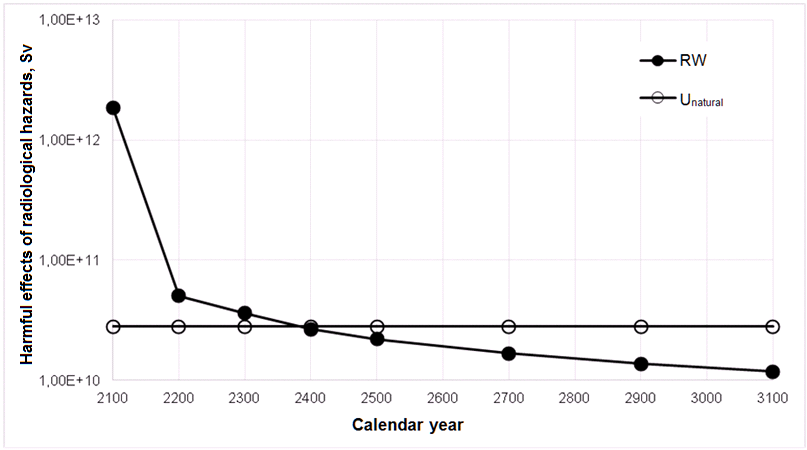 1,00E+13
1,00E+12
1,00E+11
1,00E+10
Harmful effects of radiological hazards, Sv
RW
Unatural
2100 2200 2300 2400 2500 2600 2700 2800 2900 3000 3100
Calendar year